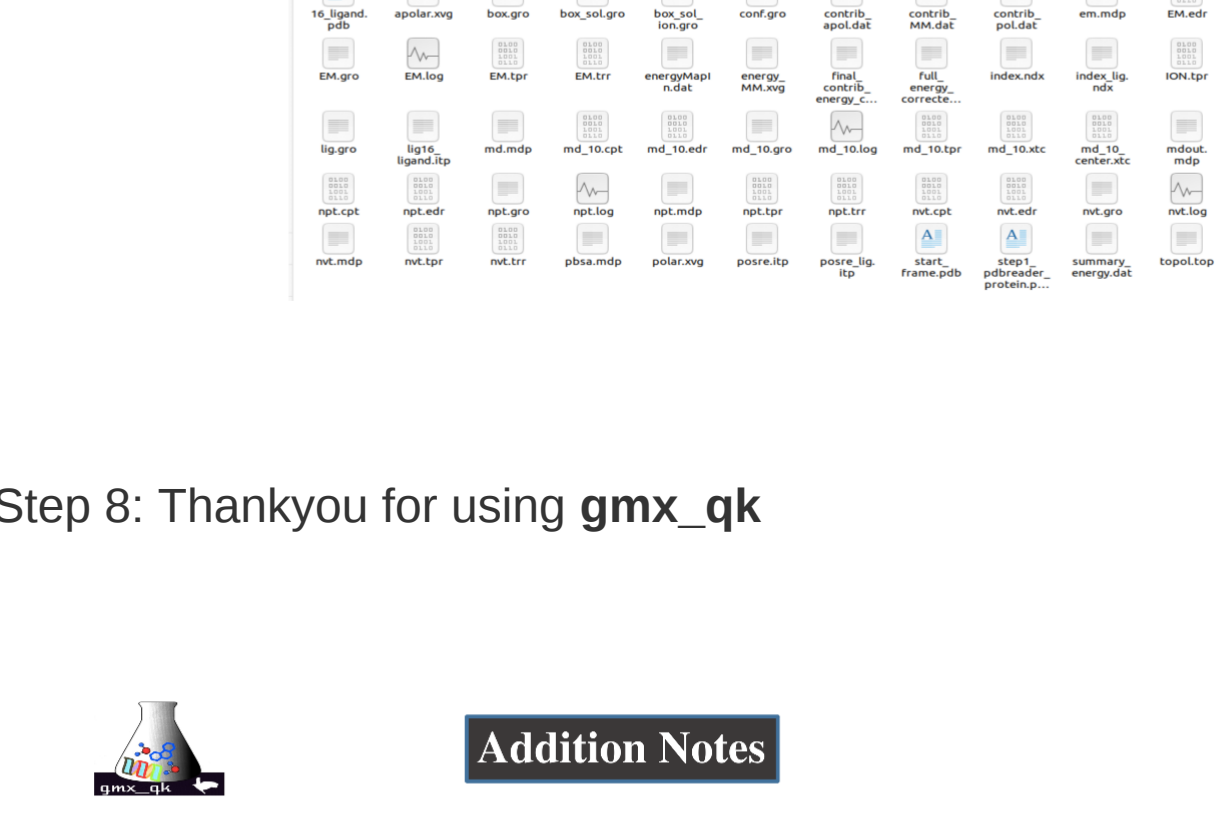 16_ligand. apolar.xvg box.gro box_sol.gro box_sol_ conf.gro contrib_ contrib_ contrib_ em.mdp EM.edr
pdb ion.gro apol.dat MM.dat pol.dat
EM.gro EM.log EM.tpr EM.trr energyMapI energy_ final_ full_ index.ndx index_lig. ION.tpr
n.dat MM.xvg contrib_ energy_ ndx
energy_c... correcte...
lig.gro lig16_ md.mdp md_10.cpt md_10.edr md_10.gro md_10.log md_10.tpr md_10.xtc md_10_ mdout.
ligand.itp center.xtc mdp
npt.cpt npt.edr npt.gro npt.log npt.mdp npt.tpr npt.trr nvt.cpt nvt.edr nvt.gro nvt.log
nvt.mdp nvt.tpr nvt.trr pbsa.mdp polar.xvg posre.itp posre_lig. start_ step1_ summary_ topol.top
itp frame.pdb pdbreader_ energy.dat
protein.p...
Step 8: Thankyou for using gmx_qk
Addition Notes
gmx_qk